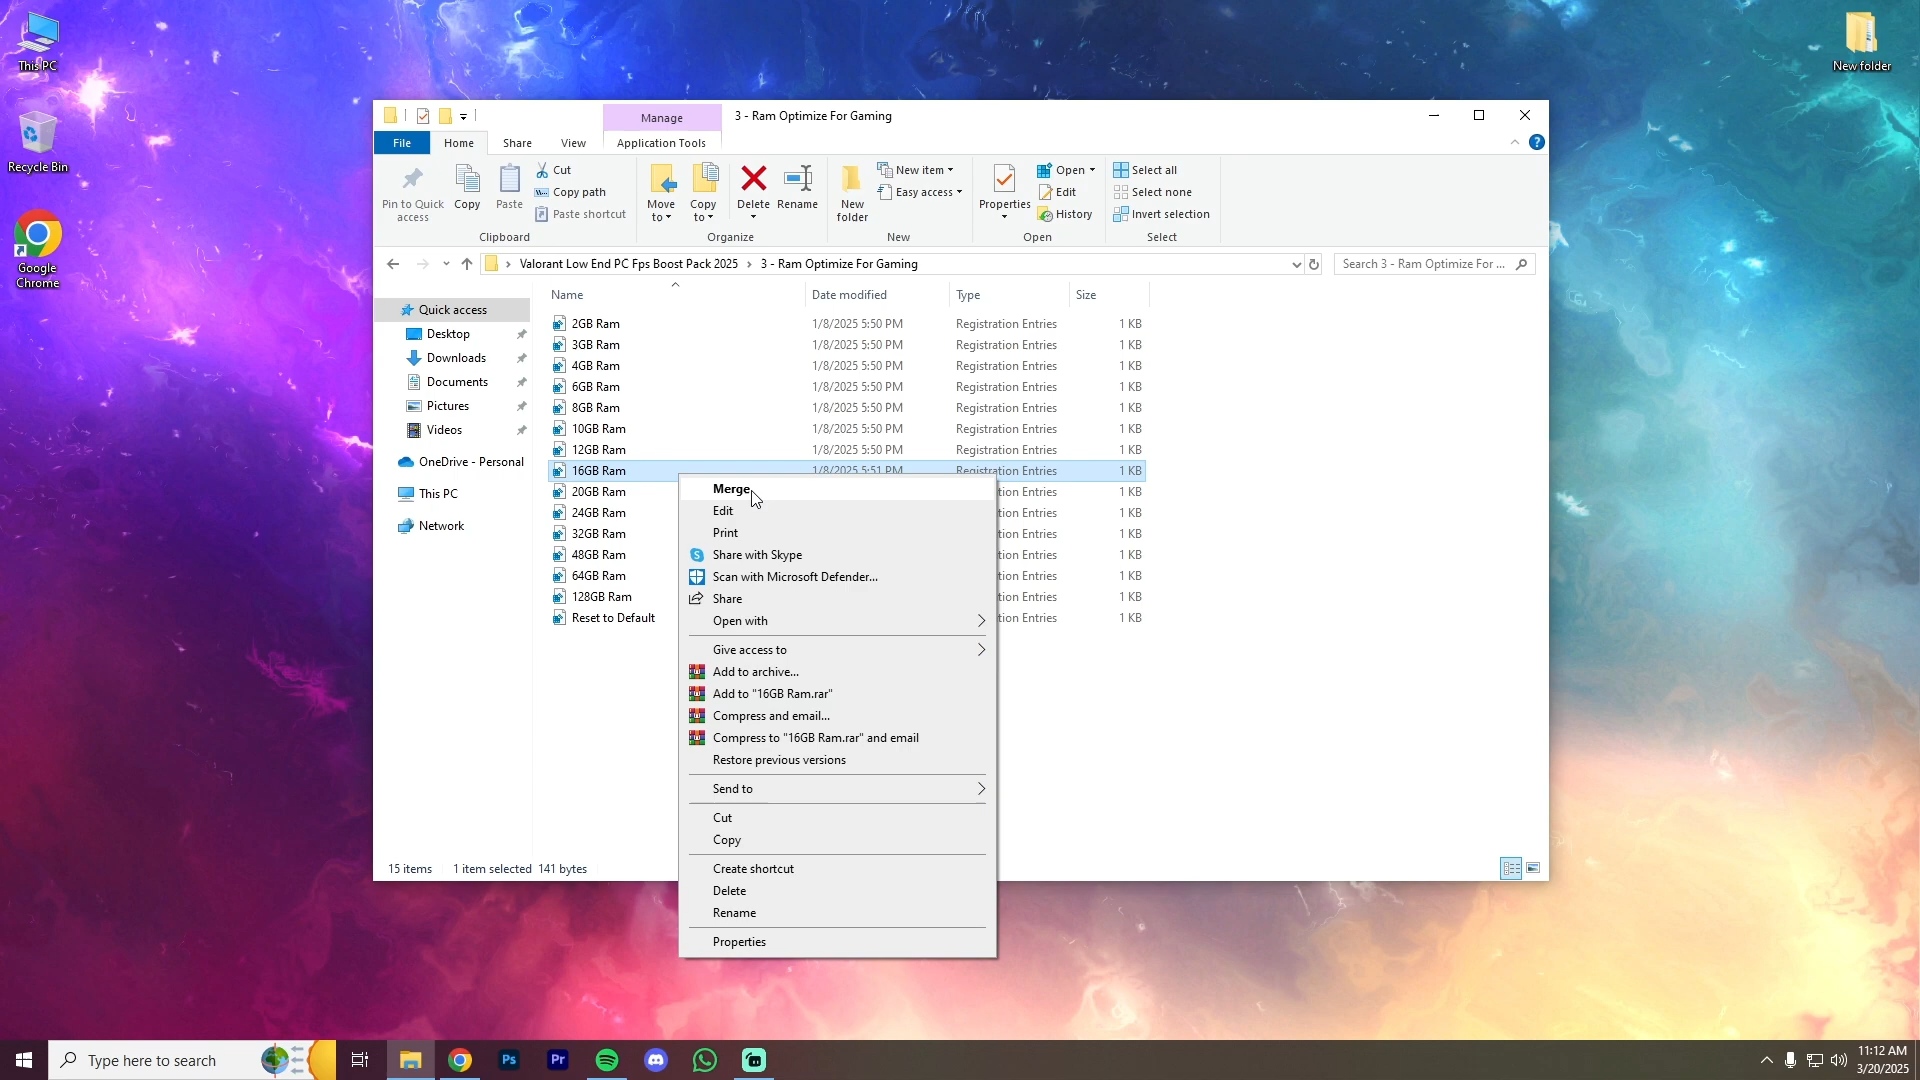 This PC
Recycle Bin
Google
Chrome
New folder
Manage
3 - Ram Optimize For Gaming
File
Home
Share
View
Application Tools
Pin to Quick
access
Copy
Paste
Cut
Copy path
Paste shortcut
Clipboard
Move
to
Copy
to
Delete
Rename
Organize
New
folder
New item
Easy access
New
Properties
Open
Edit
History
Open
Select all
Select none
Invert selection
Select
Valorant Low End PC Fps Boost Pack 2025 › 3 - Ram Optimize For Gaming
Search 3 - Ram Optimize For ...
Quick access
Desktop
Downloads
Documents
Pictures
Videos
OneDrive - Personal
This PC
Network
Name Date modified Type Size
2GB Ram 1/8/2025 5:50 PM Registration Entries 1 KB
3GB Ram 1/8/2025 5:50 PM Registration Entries 1 KB
4GB Ram 1/8/2025 5:50 PM Registration Entries 1 KB
6GB Ram 1/8/2025 5:50 PM Registration Entries 1 KB
8GB Ram 1/8/2025 5:50 PM Registration Entries 1 KB
10GB Ram 1/8/2025 5:50 PM Registration Entries 1 KB
12GB Ram 1/8/2025 5:50 PM Registration Entries 1 KB
16GB Ram 1/8/2025 5:51 PM Registration Entries 1 KB
20GB Ram tion Entries 1 KB
24GB Ram tion Entries 1 KB
32GB Ram tion Entries 1 KB
48GB Ram tion Entries 1 KB
64GB Ram tion Entries 1 KB
128GB Ram tion Entries 1 KB
Reset to Default tion Entries 1 KB
Merge
Edit
Print
Share with Skype
Scan with Microsoft Defender...
Share
Open with
Give access to
Add to archive...
Add to "16GB Ram.rar"
Compress and email...
Compress to "16GB Ram.rar" and email
Restore previous versions
Send to
Cut
Copy
Create shortcut
Delete
Rename
Properties
15 items 1 item selected 141 bytes
Type here to search
Ps
Pr
11:12 AM
3/20/2025